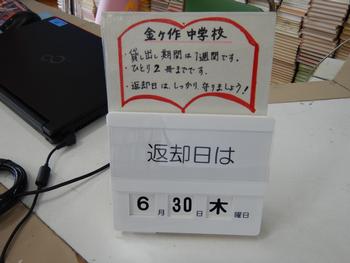 金ヶ作中学校
・貸し出し期間は1週間です。
・ひとり2冊までです。
・返却日は、しっかり守りましょう!
返却日は
6月30日木曜日